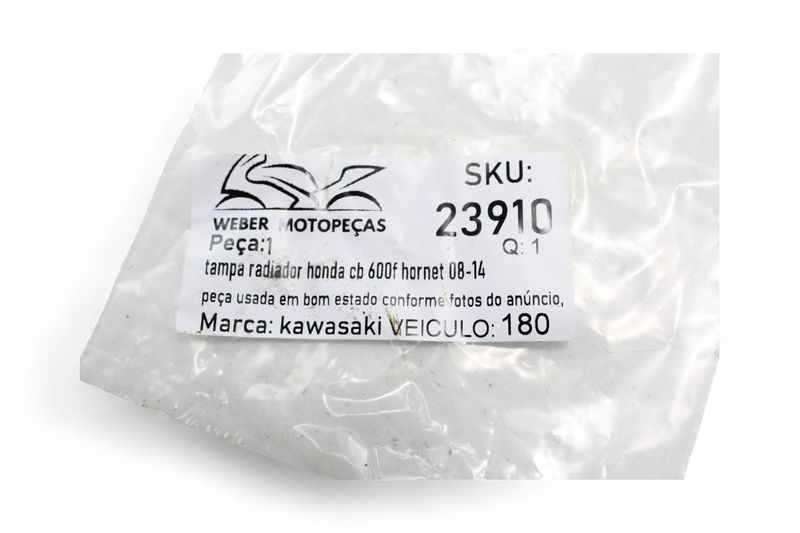 SKU:
WEBER MOTOPEÇAS
23910
Peça:1
Q: 1
tampa radiador honda cb 600f hornet 08-14
peça usada em bom estado conforme fotos do anúncio,
Marca: kawasaki VEICULO: 180